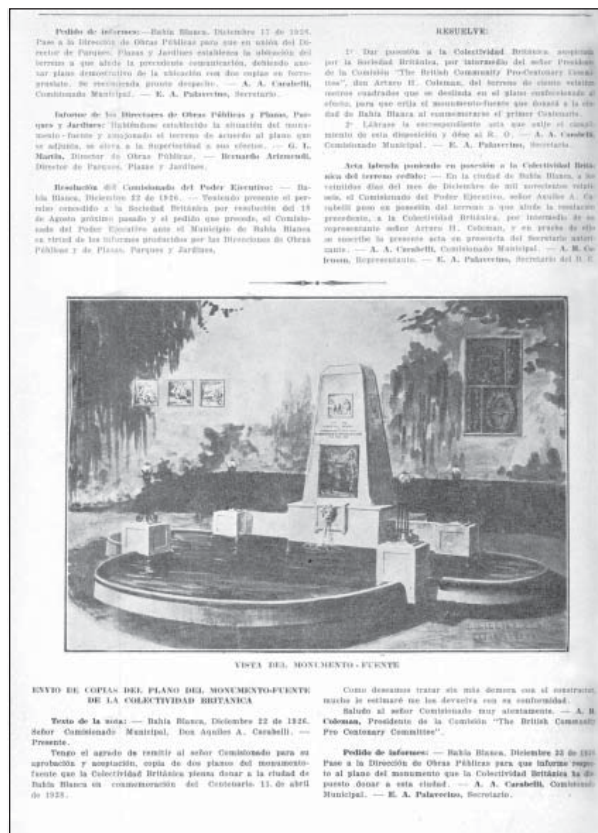 Pedido de informes: — Bahía Blanca, Diciembre 17 de 1926.
Pase a la Dirección de Obras Públicas para que en unión del Di-
rector de Parques, Plazas y Jardines establezca la ubicación del
terreno a que alude la precedente comunicación, debiendo ane-
xar plano demostrativo de la ubicación con dos copias en ferro-
prusiato. Se recomienda pronto despacho. — A. A. Carabelli,
Comisionado Municipal. — E. A. Palavecino, Secretario.
Informe de los Directores de Obras Públicas y Plazas, Par-
ques y Jardines: Habiéndose establecido la situación del monu-
mento-fuente y amojonado el terreno de acuerdo al plano que
se adjunta, se eleva a la Superioridad a sus efectos. — G. L.
Martin, Director de Obras Públicas. — Bernardo Arizmendi,
Director de Parques, Plazas y Jardines.
Resolución del Comisionado del Poder Ejecutivo: — Ba-
hía Blanca, Diciembre 22 de 1926. — Teniendo presente el per-
miso concedido a la Sociedad Británica por resolución del 18
de Agosto próximo pasado y el pedido que precede, el Comisio-
nado del Poder Ejecutivo ante el Municipio de Bahía Blanca
en virtud de los informes producidos por las Direcciones de Obras
Públicas y de Plazas, Parques y Jardines,
RESUELVE:
1º Dar posesión a la Colectividad Británica, auspiciada
por la Sociedad Británica, por intermedio del señor Presidente
de la Comisión "The British Community Pro-Centenary Commi-
ttee", don Arturo H. Coleman, del terreno de ciento veintiún
metros cuadrados que se deslinda en el plano confeccionado al
efecto, para que erija el monumento-fuente que donará a la ciu-
dad de Bahía Blanca al conmemorarse el primer Centenario.
2º Lábrese la correspondiente acta que exije el cumpli-
miento de esta disposición y dése al R. O. — A. A. Carabelli,
Comisionado Municipal. — E. A. Palavecino, Secretario.
Acta labrada poniendo en posesión a la Colectividad Britá-
nica del terreno cedido: — En la ciudad de Bahía Blanca, a los
veintidos días del mes de Diciembre de mil novecientos veinti-
seis, el Comisionado del Poder Ejecutivo, señor Aquiles A. Ca-
rabelli puso en posesión del terreno a que alude la resolución
precedente, a la Colectividad Británica, por intermedio de su
representante señor Arturo H. Coleman, y en prueba de ello
se suscribe la presente acta en presencia del Secretario autori-
zante. — A. A. Carabelli, Comisionado Municipal. — A. H. Co-
leman, Representante. — E. A. Palavecino, Secretario del D. E.
VISTA DEL MONUMENTO-FUENTE
ENVIO DE COPIAS DEL PLANO DEL MONUMENTO-FUENTE
DE LA COLECTIVIDAD BRITANICA
Texto de la nota: — Bahía Blanca, Diciembre 22 de 1926.
Señor Comisionado Municipal, Don Aquiles A. Carabelli. —
Presente.
Tengo el agrado de remitir al señor Comisionado para su
aprobación y aceptación, copia de dos planos del monumento-
fuente que la Colectividad Británica piensa donar a la ciudad de
Bahía Blanca en conmemoración del Centenario 11 de abril
de 1928.
Como deseamos tratar sin más demora con el constructor
mucho le estimaré me los devuelva con su conformidad.
Saludo al señor Comisionado muy atentamente. — A. H.
Coleman, Presidente de la Comisión "The British Community
Pro Centenary Committee".
Pedido de informes: — Bahía Blanca, Diciembre 23 de 1926
Pase a la Dirección de Obras Públicas para que informe respec-
to al plano del monumento que la Colectividad Británica ha dis-
puesto donar a esta ciudad. — A. A. Carabelli, Comisionado
Municipal. — E. A. Palavecino, Secretario.